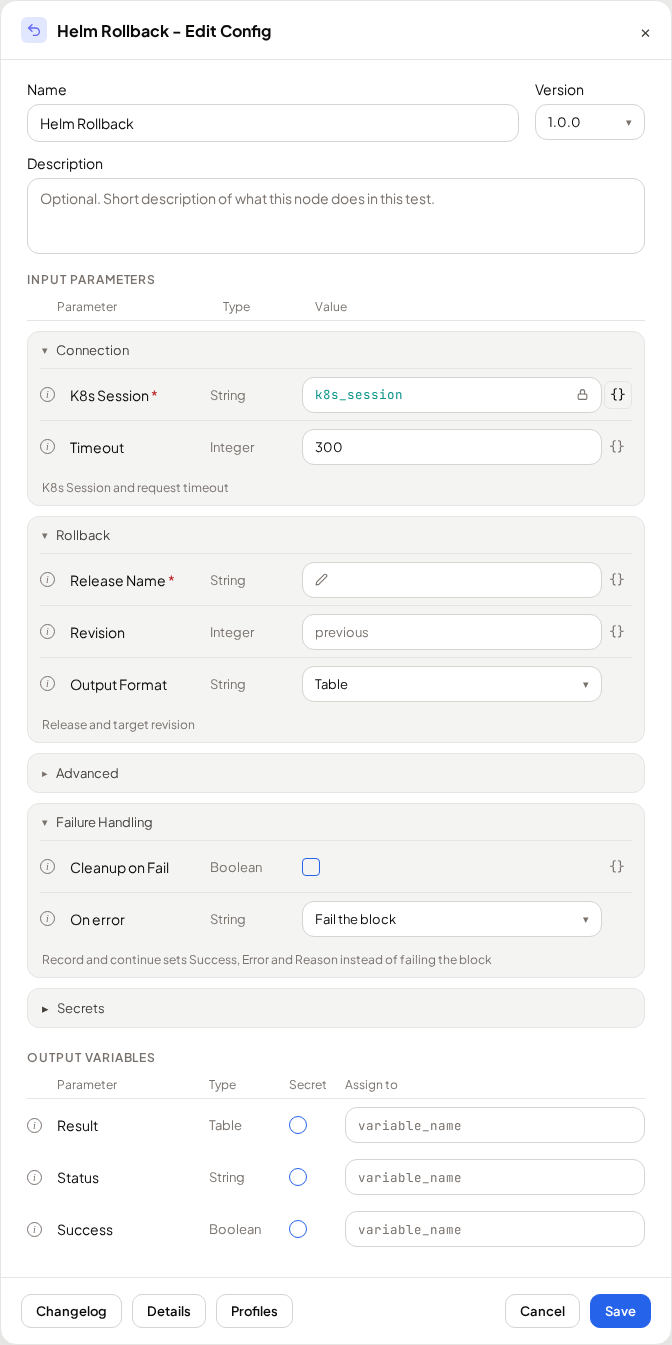 Helm Rollback – Edit Config
×
Name
Version
Helm Rollback
1.0.0
Description
Optional. Short description of what this node does in this test.
INPUT PARAMETERS
Parameter Type Value
Connection
K8s Session * String k8s_session {}
Timeout Integer 300 {}
K8s Session and request timeout
Rollback
Release Name * String {}
Revision Integer previous {}
Output Format String Table
Release and target revision
Advanced
Failure Handling
Cleanup on Fail Boolean {}
On error String Fail the block
Record and continue sets Success, Error and Reason instead of failing the block
Secrets
OUTPUT VARIABLES
Parameter Type Secret Assign to
Result Table variable_name
Status String variable_name
Success Boolean variable_name
Changelog Details Profiles Cancel Save